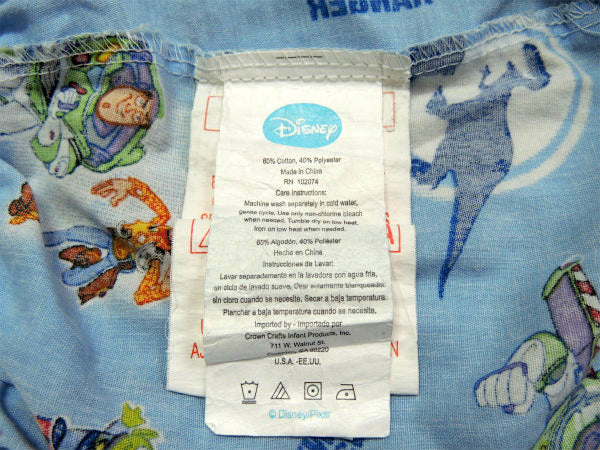 RANGER
Disney
60% Cotton, 40% Polyester
Made in China
RN 102074
Care Instructions:
Machine wash separately in cold water,
gentle cycle. Use only non-chlorine bleach
when needed. Tumble dry on low heat.
Iron on low heat when needed.
60% Algodón, 40% Poliéster
Hecho en China
Instrucciones de Lavar:
Lavar separadamente en la lavadora con agua fria,
un ciclo de lavado suave. Usar solamente blanqueador
sin cloro cuando se necesite. Secar a baja temperatura.
Planchar a baja temperatura cuando se necesite.
Imported by - Importado por
Crown Crafts Infant Products, Inc.
711 W. Walnut St.
CA 90220
U.S.A. -EE.UU.
© Disney/Pixar